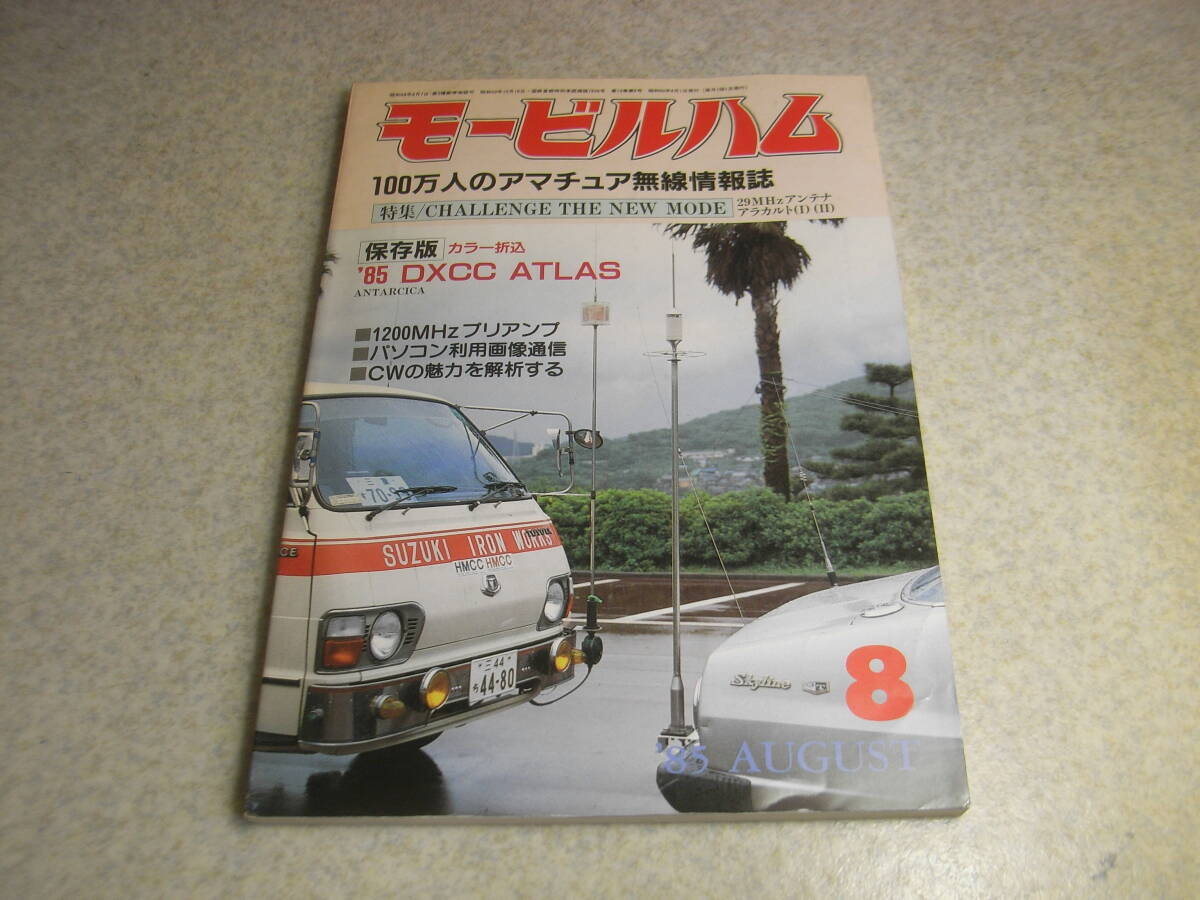 モービルハム
100万人のアマチュア無線情報誌
特集/CHALLENGE THE NEW MODE
29MHzアンテナ
アラカルト(I)(II)
保存版 カラー折込
'85 DXCC ATLAS
ANTARCICA
■1200MHzプリアンプ
■パソコン利用画像通信
■CWの魅力を解析する
SUZUKI IRON WORKS
HMCC HMCC
三 44
44-80
Skyline GT
8
'85 AUGUST